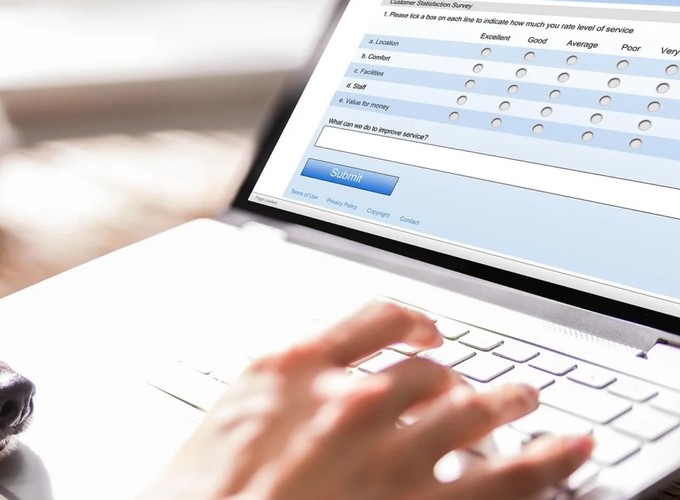 Customer Statisfaction Survey
1. Please tick a box on each line to indicate how much you rate level of service
Excellent Good Average Poor Very
a. Location
b. Comfort
c. Facilities
d. Staff
e. Value for money
What can we do to improve service?
Submit
Terms of Use Privacy Policy Copyright Contact